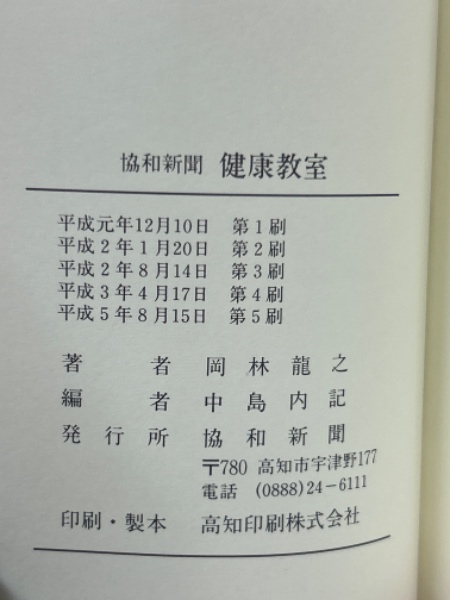 協和新聞 健康教室
平成元年12月10日 第1刷
平成2年1月20日 第2刷
平成2年8月14日 第3刷
平成3年4月17日 第4刷
平成5年8月15日 第5刷
著者 岡林龍之
編者 中島内記
発行所 協和新聞
〒780 高知市宇津野177
電話 (0888)24-6111
印刷・製本 高知印刷株式会社